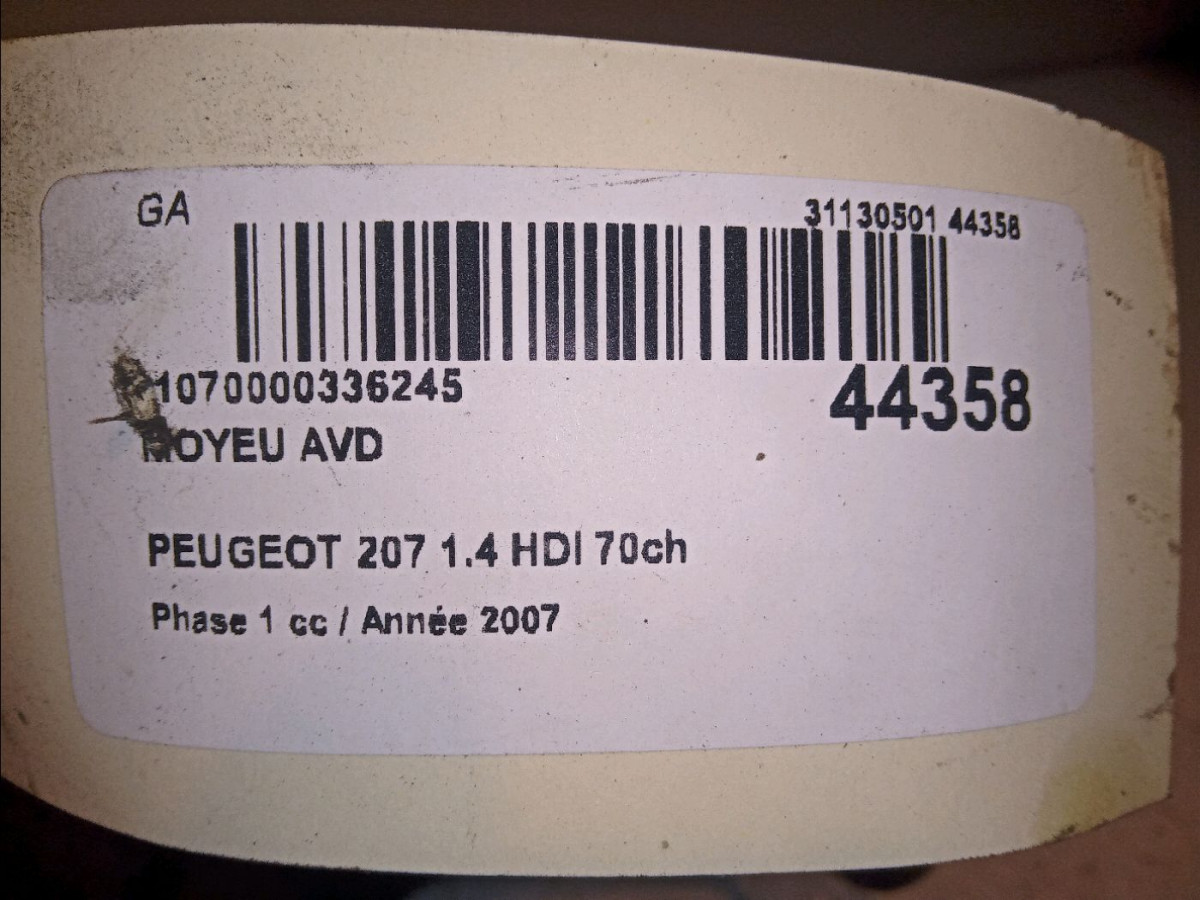 GA
31130501 44358
1070000336245
44358
MOYEU AVD
PEUGEOT 207 1.4 HDI 70ch
Phase 1 cc / Année 2007